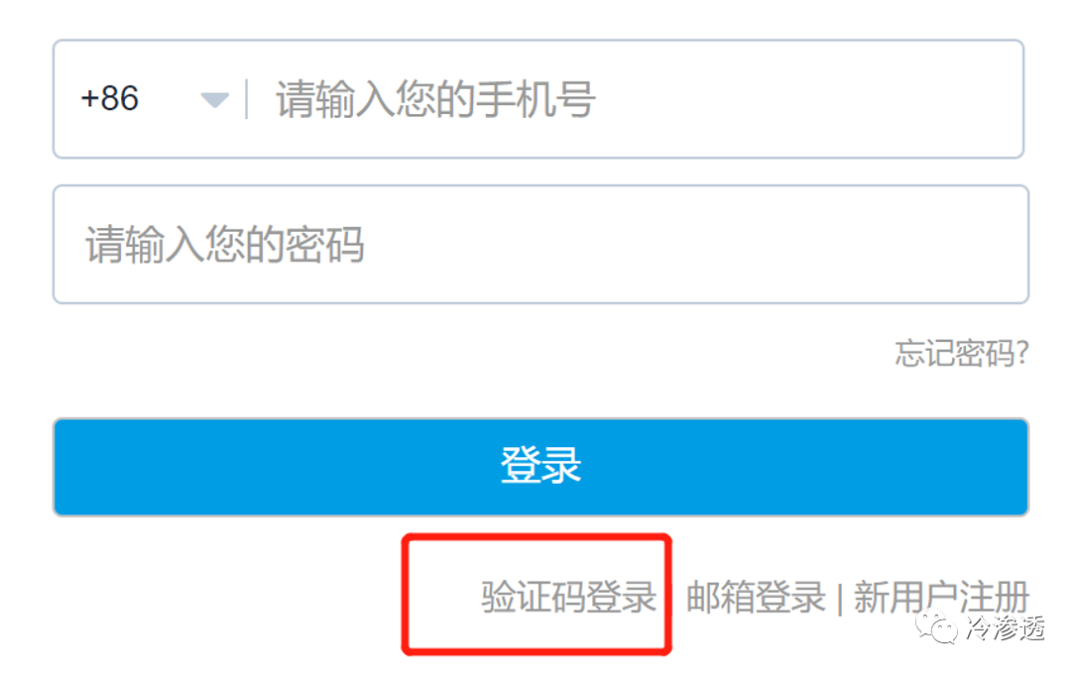 +86 请输入您的手机号
请输入您的密码
忘记密码?
登录
验证码登录 邮箱登录 | 新用户注册
冷渗透